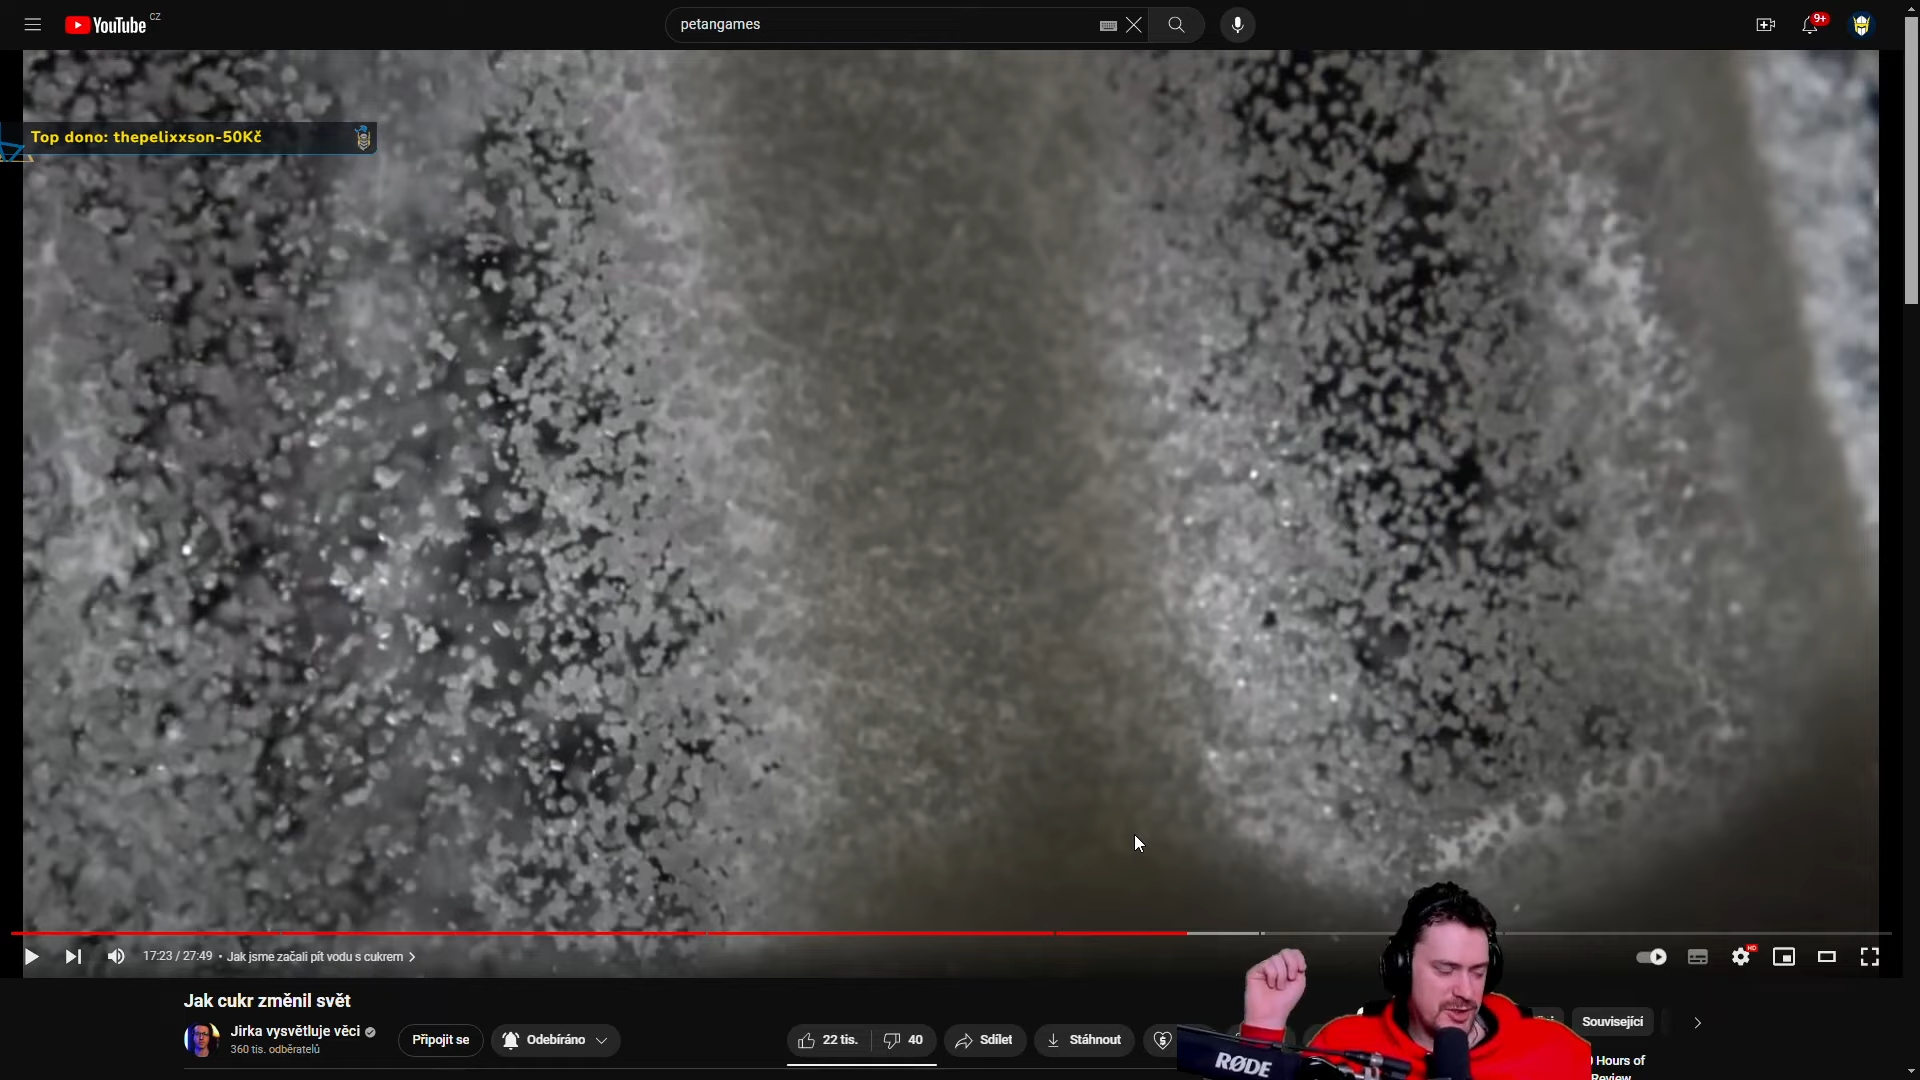 YouTube CZ
petangames
9+
Top dono: thepelixxson-50Kč
17:23 / 27:49 • Jak jsme začali pít vodu s cukrem
HD
Jak cukr změnil svět
Jirka vysvětluje věci
360 tis. odběratelů
Připojit se
Odebíráno
22 tis.
40
Sdílet
Stáhnout
Související
RØDE
Hours of
Review